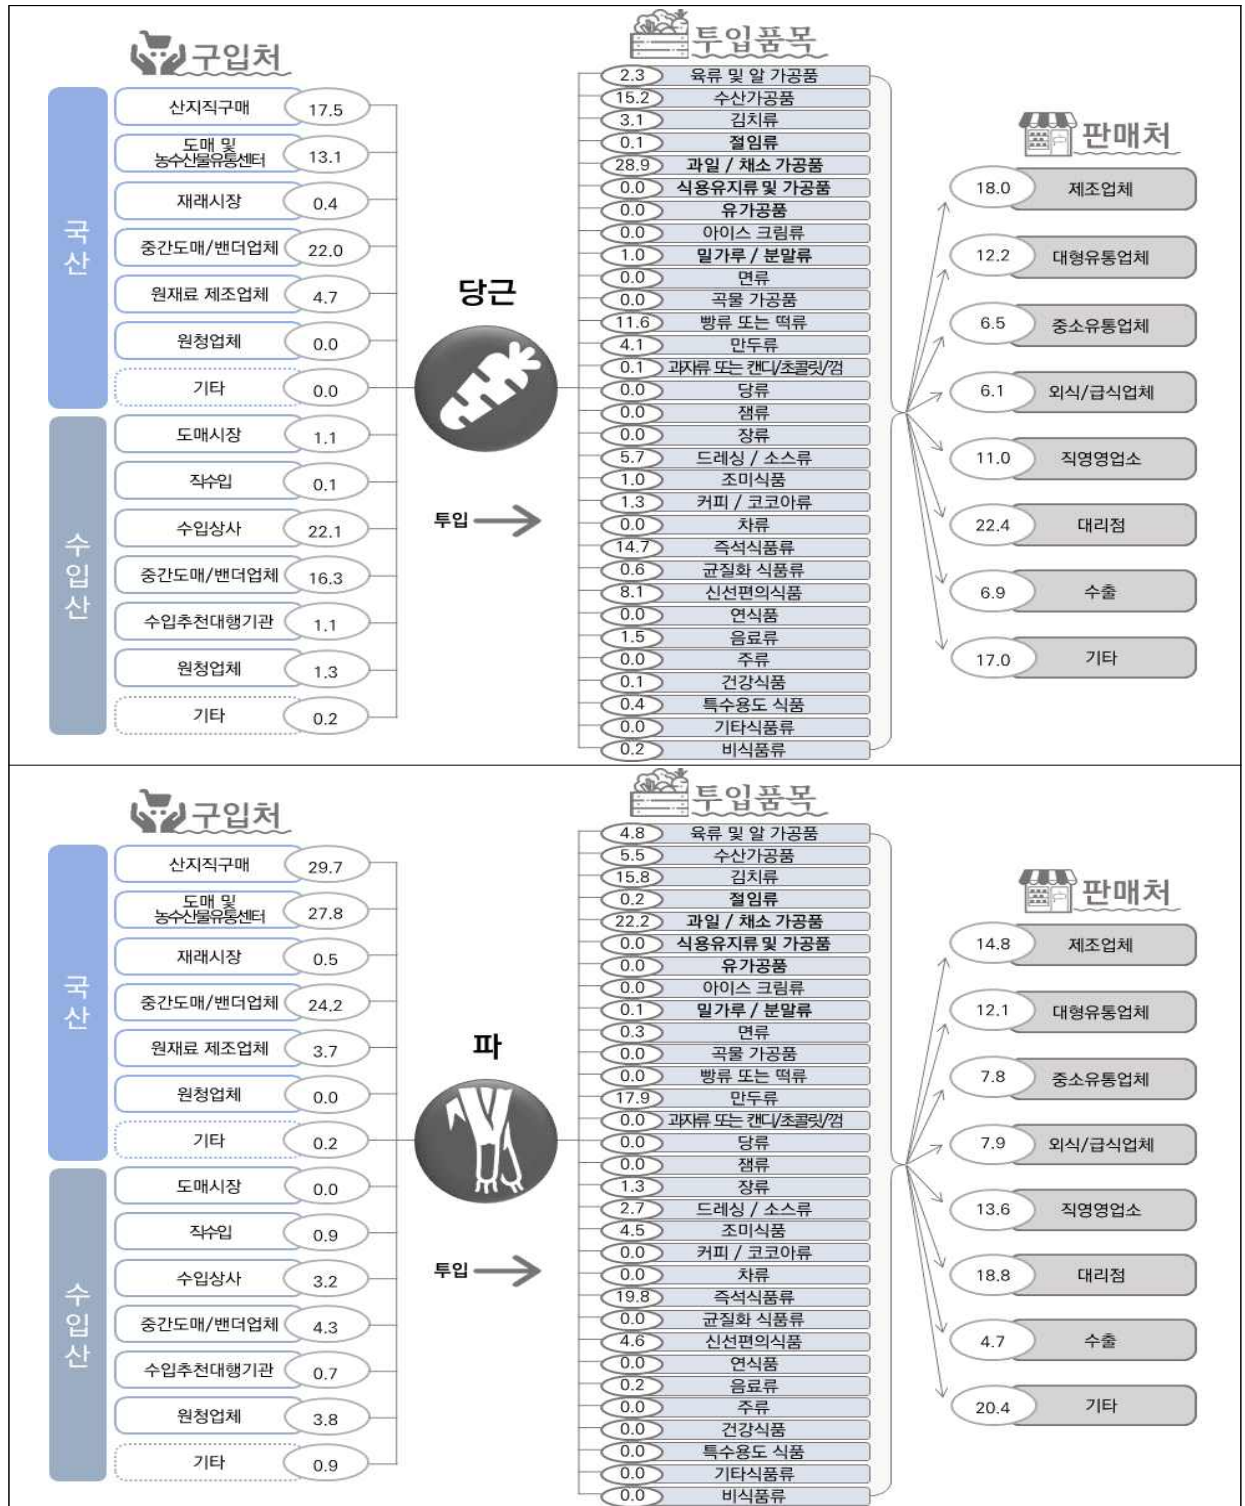 구입처
국산
산지직구매 17.5
도매 및
농수산물유통센터 13.1
재래시장 0.4
중간도매/밴더업체 22.0
원재료 제조업체 4.7
원청업체 0.0
기타 0.0
수입산
도매시장 1.1
직수입 0.1
수입상사 22.1
중간도매/밴더업체 16.3
수입추천대행기관 1.1
원청업체 1.3
기타 0.2
당근
투입
투입품목
2.3 육류 및 알 가공품
15.2 수산가공품
3.1 김치류
0.1 절임류
28.9 과일 / 채소 가공품
0.0 식용유지류 및 가공품
0.0 유가공품
0.0 아이스 크림류
1.0 밀가루 / 분말류
0.0 면류
0.0 곡물 가공품
11.6 빵류 또는 떡류
4.1 만두류
0.1 과자류 또는 캔디/초콜릿/껌
0.0 당류
0.0 잼류
0.0 장류
5.7 드레싱 / 소스류
1.0 조미식품
1.3 커피 / 코코아류
0.0 차류
14.7 즉석식품류
0.6 균질화 식품류
8.1 신선편의식품
0.0 연식품
1.5 음료류
0.0 주류
0.1 건강식품
0.4 특수용도 식품
0.0 기타식품류
0.2 비식품류
판매처
18.0 제조업체
12.2 대형유통업체
6.5 중소유통업체
6.1 외식/급식업체
11.0 직영영업소
22.4 대리점
6.9 수출
17.0 기타
구입처
국산
산지직구매 29.7
도매 및
농수산물유통센터 27.8
재래시장 0.5
중간도매/밴더업체 24.2
원재료 제조업체 3.7
원청업체 0.0
기타 0.2
수입산
도매시장 0.0
직수입 0.9
수입상사 3.2
중간도매/밴더업체 4.3
수입추천대행기관 0.7
원청업체 3.8
기타 0.9
파
투입
투입품목
4.8 육류 및 알 가공품
5.5 수산가공품
15.8 김치류
0.2 절임류
22.2 과일 / 채소 가공품
0.0 식용유지류 및 가공품
0.0 유가공품
0.0 아이스 크림류
0.1 밀가루 / 분말류
0.3 면류
0.0 곡물 가공품
0.0 빵류 또는 떡류
17.9 만두류
0.0 과자류 또는 캔디/초콜릿/껌
0.0 당류
0.0 잼류
1.3 장류
2.7 드레싱 / 소스류
4.5 조미식품
0.0 커피 / 코코아류
0.0 차류
19.8 즉석식품류
0.0 균질화 식품류
4.6 신선편의식품
0.0 연식품
0.2 음료류
0.0 주류
0.0 건강식품
0.0 특수용도 식품
0.0 기타식품류
0.0 비식품류
판매처
14.8 제조업체
12.1 대형유통업체
7.8 중소유통업체
7.9 외식/급식업체
13.6 직영영업소
18.8 대리점
4.7 수출
20.4 기타